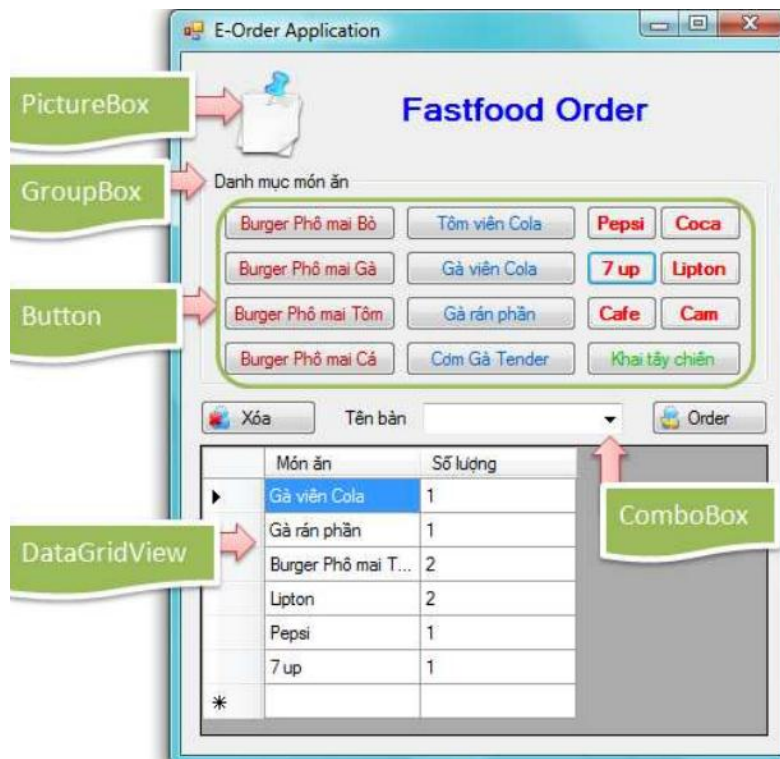 E-Order Application
PictureBox
Fastfood Order
GroupBox
Danh mục món ăn
Burger Phô mai Bò Tôm viên Cola Pepsi Coca
Burger Phô mai Gà Gà viên Cola 7 up Lipton
Button
Burger Phô mai Tôm Gà rán phần Cafe Cam
Burger Phô mai Cá Cơm Gà Tender Khai tây chiên
Xóa Tên bàn Order
Món ăn Số lượng
Gà viên Cola 1
ComboBox
Gà rán phần 1
DataGridView
Burger Phô mai T... 2
Lipton 2
Pepsi 1
7 up 1